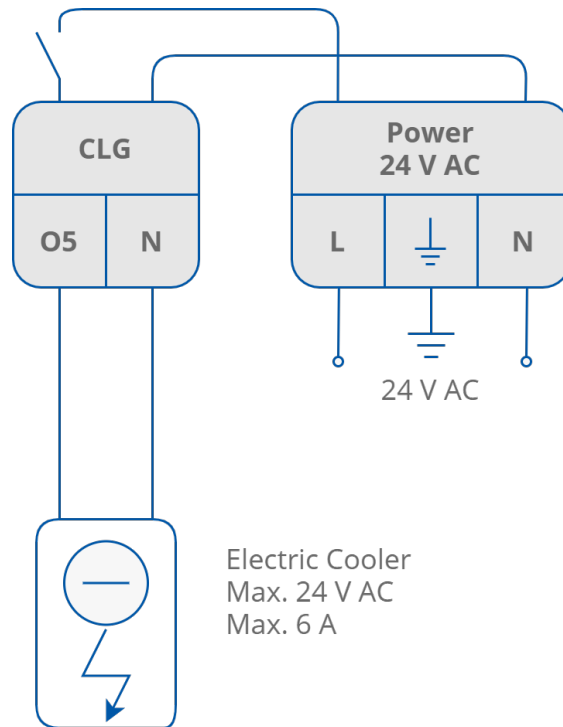 CLG
Power
24 V AC
O5
N
L
N
24 V AC
Electric Cooler
Max. 24 V AC
Max. 6 A